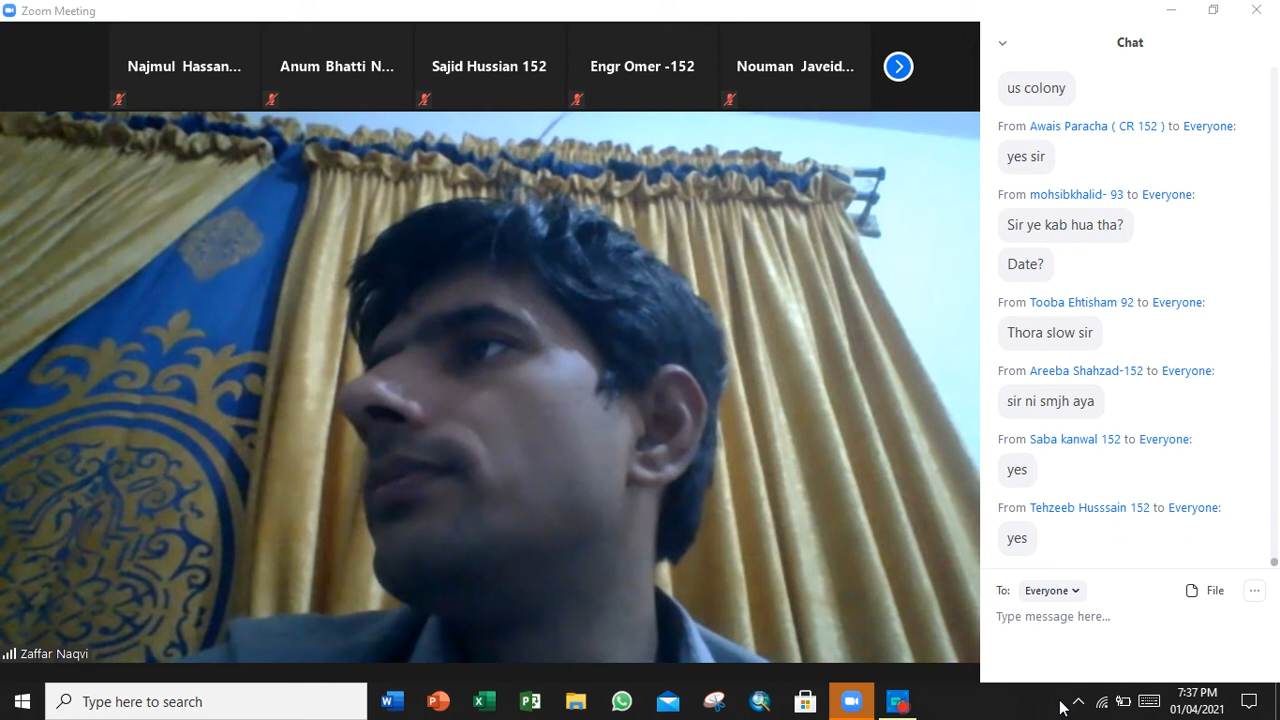 Zoom Meeting
Najmul Hassan...
Anum Bhatti N...
Sajid Hussian 152
Engr Omer -152
Nouman Javeid...
Chat
us colony
From Awais Paracha ( CR 152 ) to Everyone:
yes sir
From mohsibkhalid- 93 to Everyone:
Sir ye kab hua tha?
Date?
From Tooba Ehtisham 92 to Everyone:
Thora slow sir
From Areeba Shahzad-152 to Everyone:
sir ni smjh aya
From Saba kanwal 152 to Everyone:
yes
From Tehzeeb Husssain 152 to Everyone:
yes
To: Everyone
File
Type message here...
Zaffar Naqvi
Type here to search
7:37 PM
01/04/2021